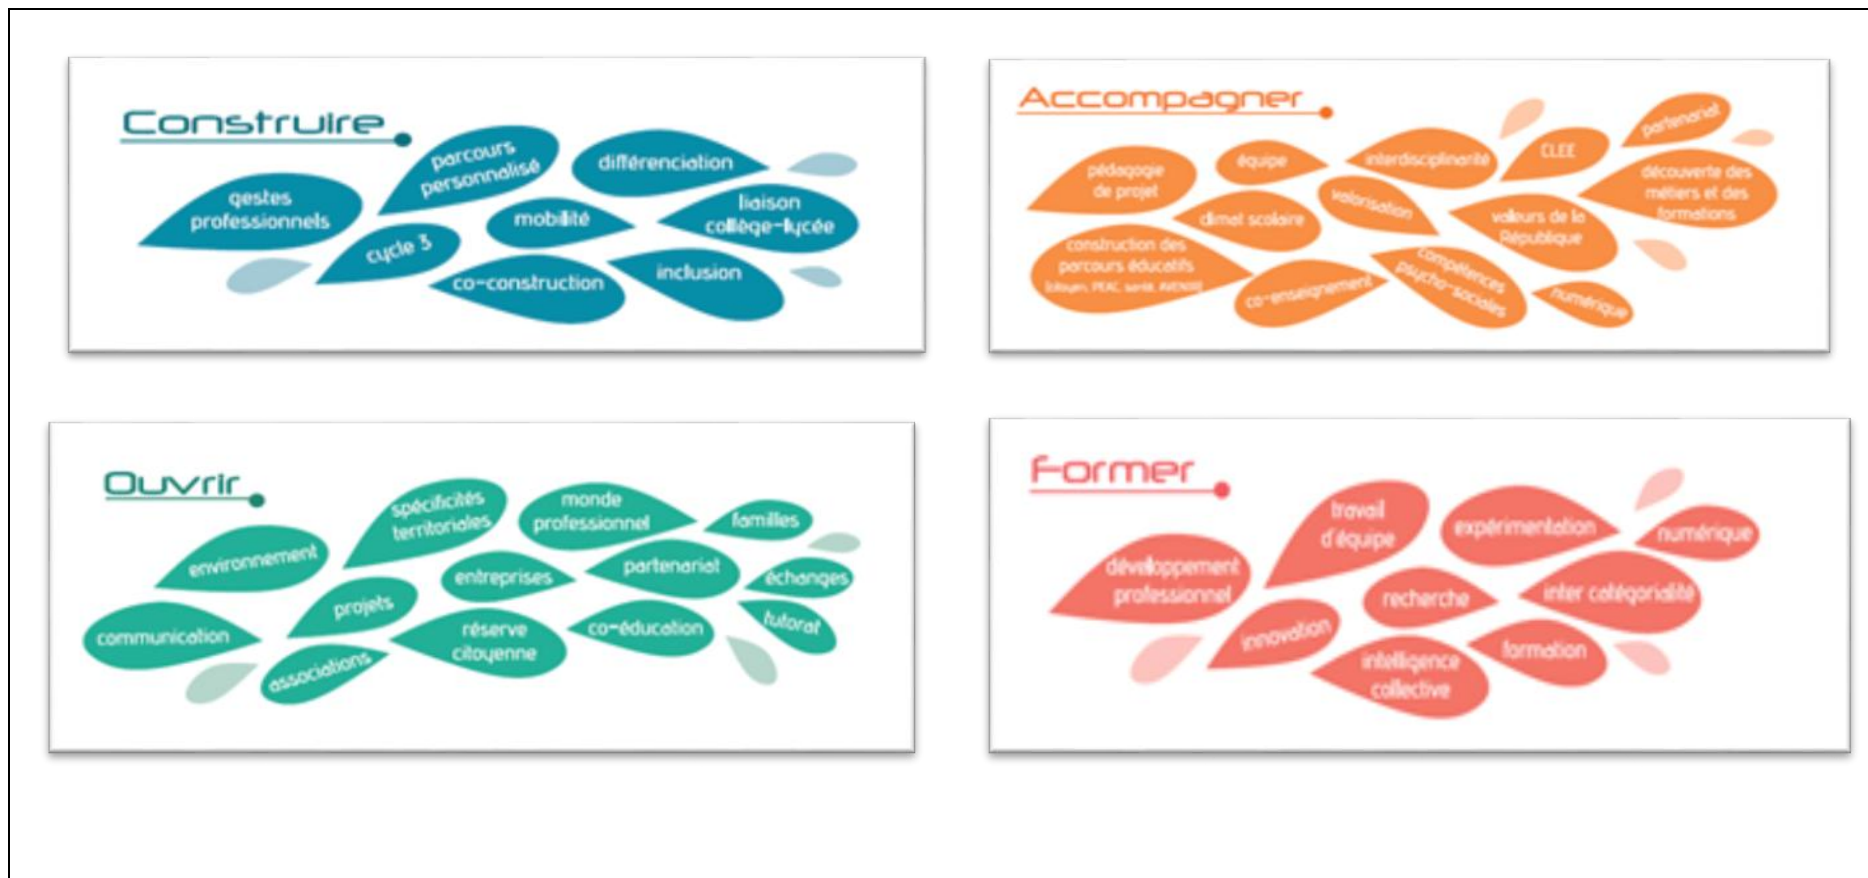 Construire
parcours
personnalisé
différenciation
gestes
professionnels
mobilité
liaison
collège-lycée
cycle 3
co-construction
inclusion
Accompagner
partenariat
pédagogie
de projet
équipe
interdisciplinarité
CLEE
découverte des
métiers et des
formations
climat scolaire
valorisation
valeurs de la
République
construction des
parcours éducatifs
(citoyen, PEAC, santé, AVENIR)
co-enseignement
compétences
psycho-sociales
numérique
Ouvrir
spécificités
territoriales
monde
professionnel
familles
environnement
entreprises
partenariat
échanges
projets
communication
associations
réserve
citoyenne
co-éducation
tutorat
Former
travail
d'équipe
expérimentation
numérique
développement
professionnel
recherche
inter catégorialité
innovation
intelligence
collective
formation